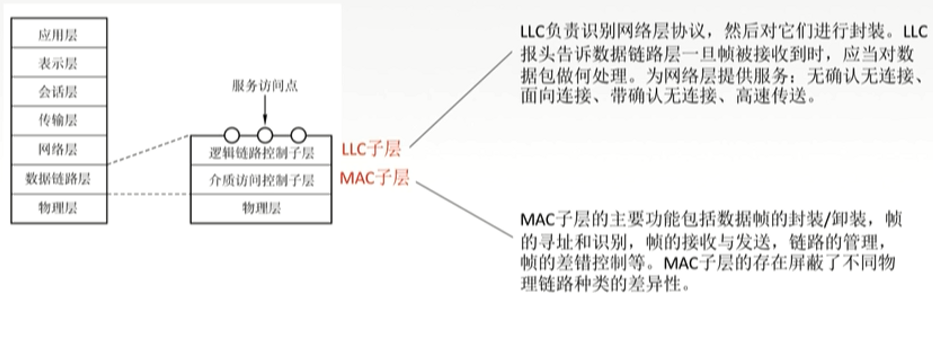 应用层
表示层
会话层
传输层
网络层
数据链路层
物理层
服务访问点
逻辑链路控制子层
介质访问控制子层
物理层
LLC子层
MAC子层
LLC负责识别网络层协议，然后对它们进行封装。LLC
报头告诉数据链路层一旦帧被接收到时，应当对数
据包做何处理。为网络层提供服务：无确认无连接、
面向连接、带确认无连接、高速传送。
MAC子层的主要功能包括数据帧的封装/卸装，帧
的寻址和识别，帧的接收与发送，链路的管理，
帧的差错控制等。MAC子层的存在屏蔽了不同物
理链路种类的差异性。